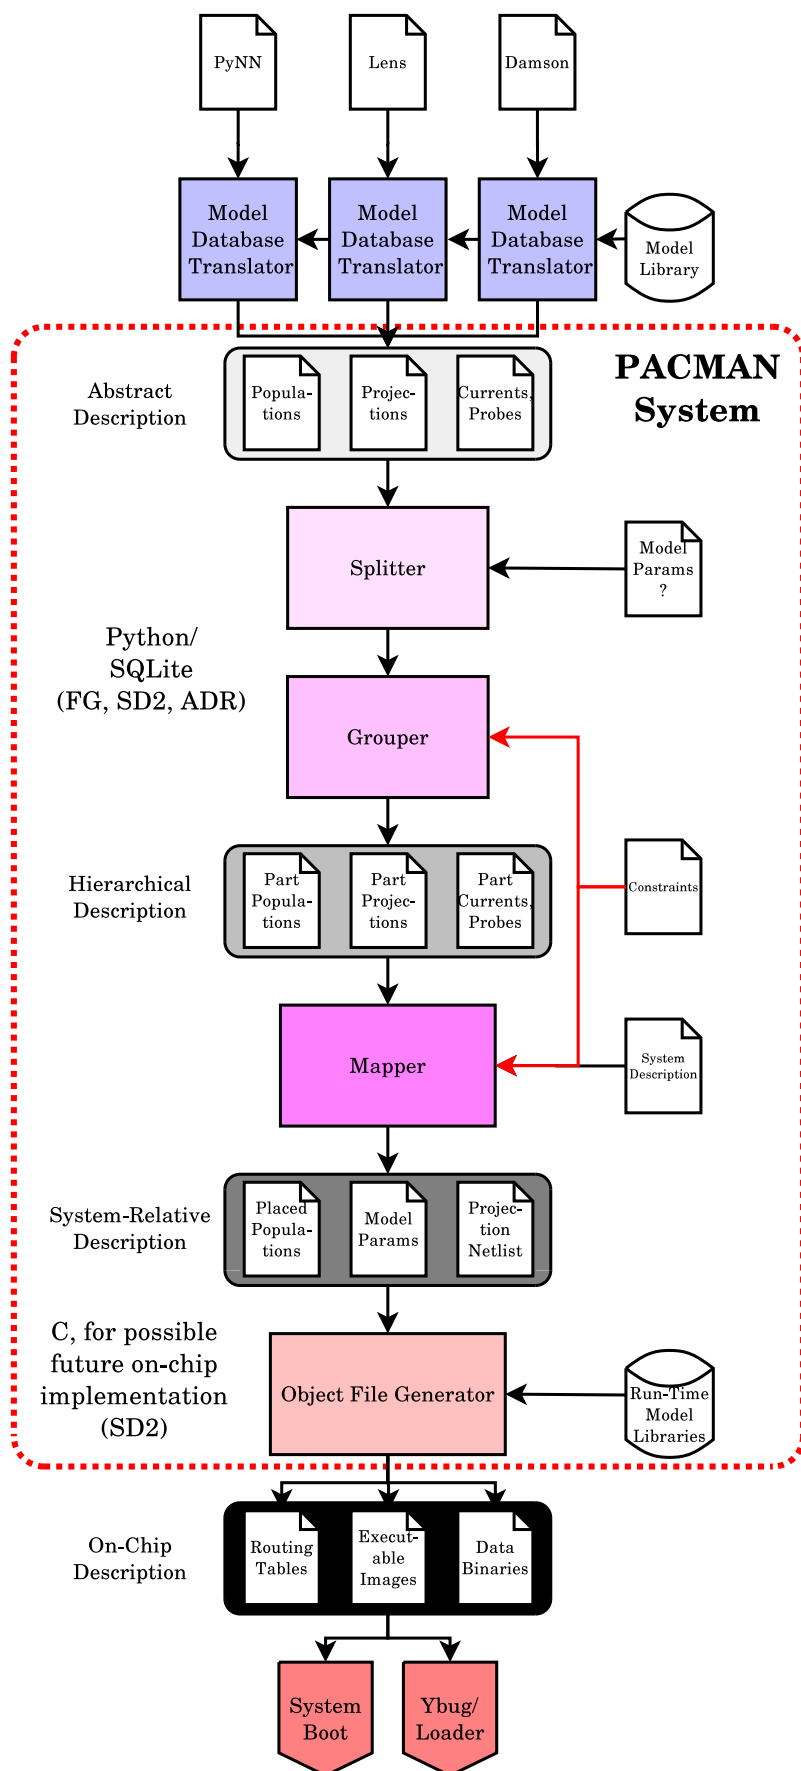 PyNN
Lens
Damson
Model
Database
Translator
Model
Database
Translator
Model
Database
Translator
Model
Library
PACMAN
System
Abstract
Description
Popula-
tions
Projec-
tions
Currents,
Probes
Splitter
Model
Params
?
Python/
SQLite
(FG, SD2, ADR)
Grouper
Hierarchical
Description
Part
Popula-
tions
Part
Projec-
tions
Part
Currents,
Probes
Constraints
Mapper
System
Description
System-Relative
Description
Placed
Popula-
tions
Model
Params
Projec-
tion
Netlist
C, for possible
future on-chip
implementation
(SD2)
Object File Generator
Run-Time
Model
Libraries
On-Chip
Description
Routing
Tables
Execut-
able
Images
Data
Binaries
System
Boot
Ybug/
Loader